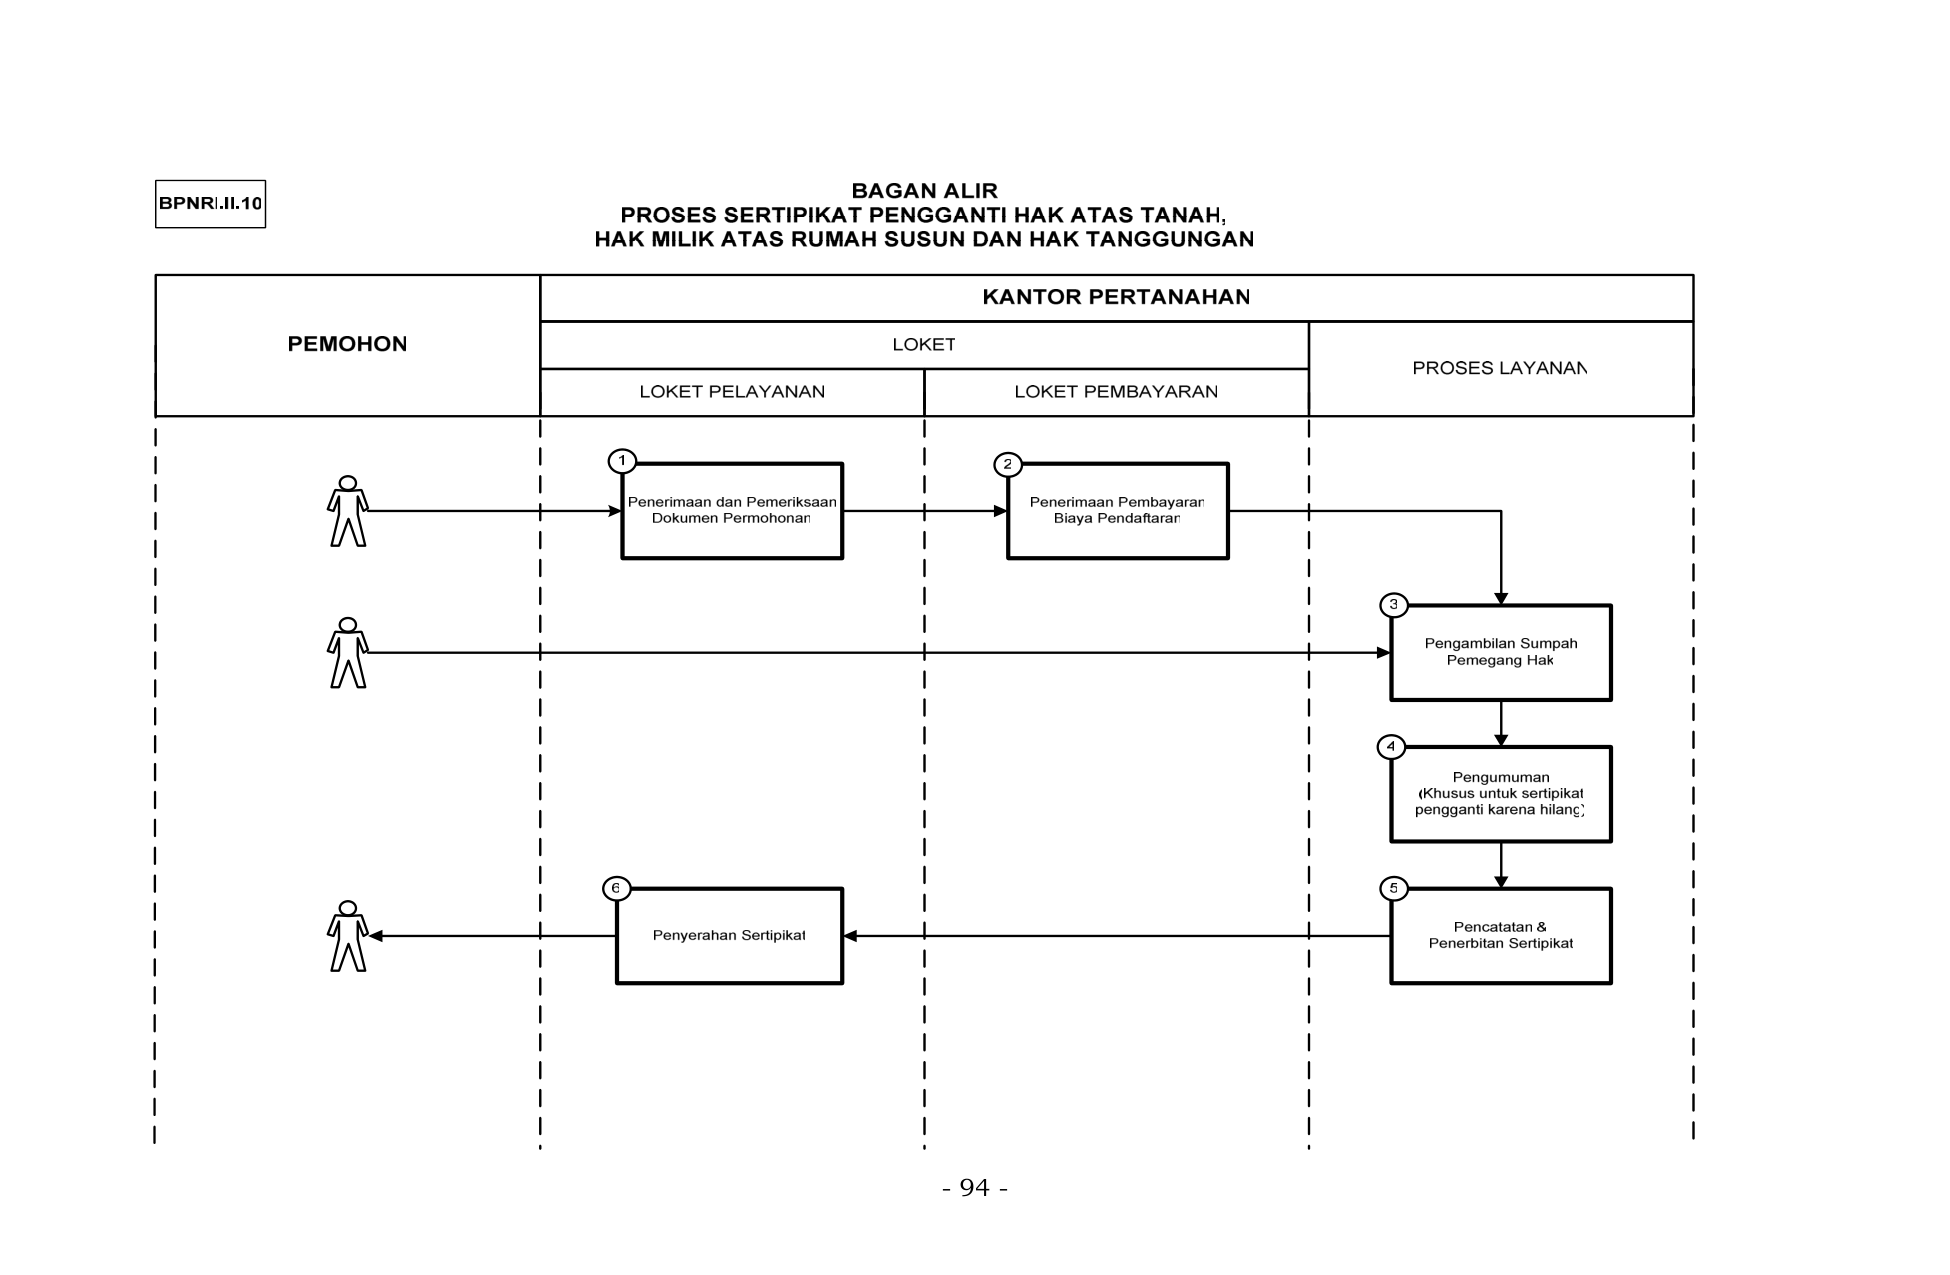 BPNRI.II.10
BAGAN ALIR
PROSES SERTIPIKAT PENGGANTI HAK ATAS TANAH,
HAK MILIK ATAS RUMAH SUSUN DAN HAK TANGGUNGAN
PEMOHON
KANTOR PERTANAHAN
LOKET
PROSES LAYANAN
LOKET PELAYANAN
LOKET PEMBAYARAN
1
Penerimaan dan Pemeriksaan
Dokumen Permohonan
2
Penerimaan Pembayaran
Biaya Pendaftaran
3
Pengambilan Sumpah
Pemegang Hak
4
Pengumuman
(Khusus untuk sertipikat
pengganti karena hilang)
5
Pencatatan &
Penerbitan Sertipikat
6
Penyerahan Sertipikat
- 94 -